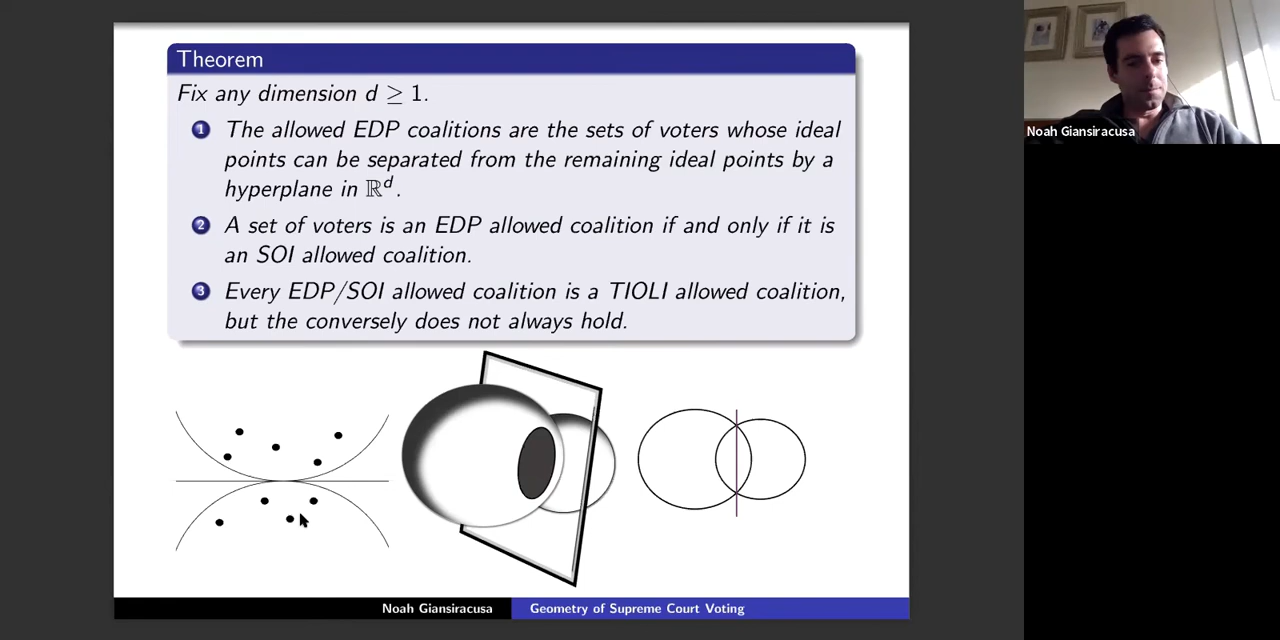 Theorem
Fix any dimension d ≥ 1.
1 The allowed EDP coalitions are the sets of voters whose ideal
points can be separated from the remaining ideal points by a
hyperplane in ℝᵈ.
2 A set of voters is an EDP allowed coalition if and only if it is
an SOI allowed coalition.
3 Every EDP/SOI allowed coalition is a TIOLI allowed coalition,
but the conversely does not always hold.
Noah Giansiracusa
Noah Giansiracusa Geometry of Supreme Court Voting